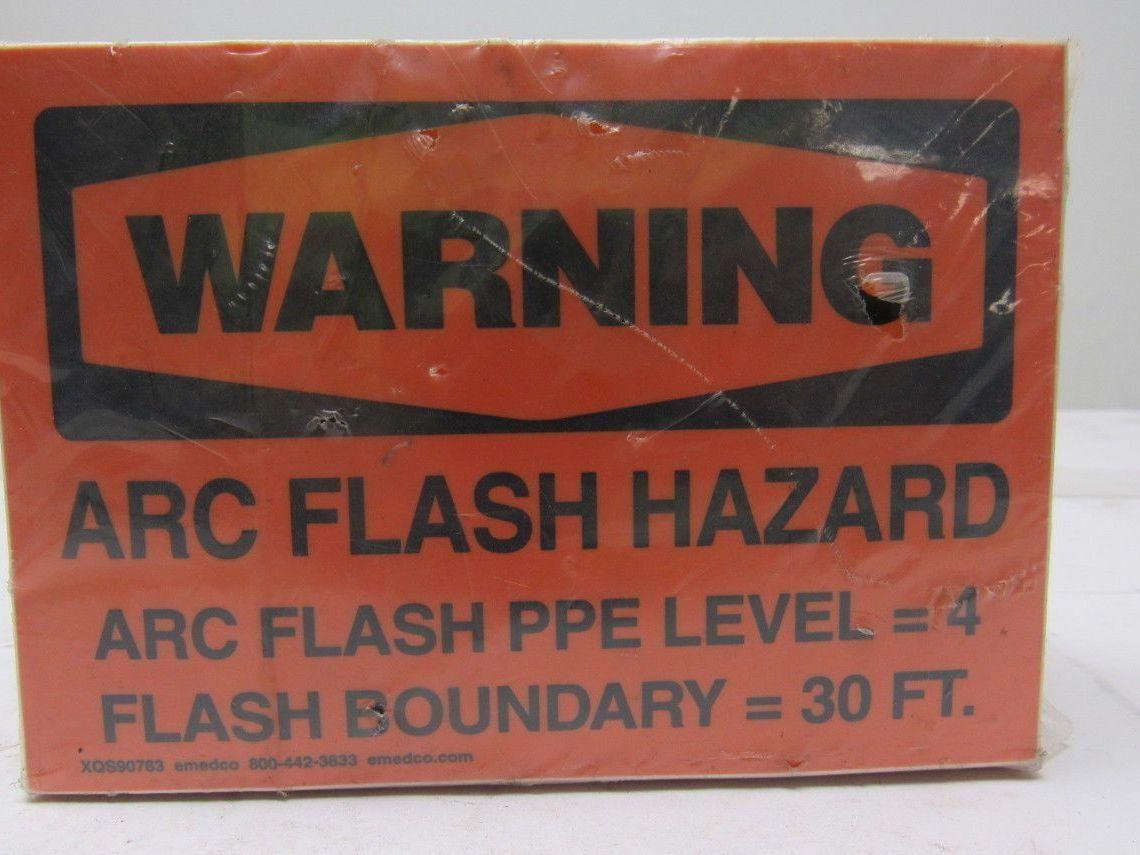 WARNING
ARC FLASH HAZARD
ARC FLASH PPE LEVEL = 4
FLASH BOUNDARY = 30 FT.
XQS90763 emedco 800-442-3633 emedco.com